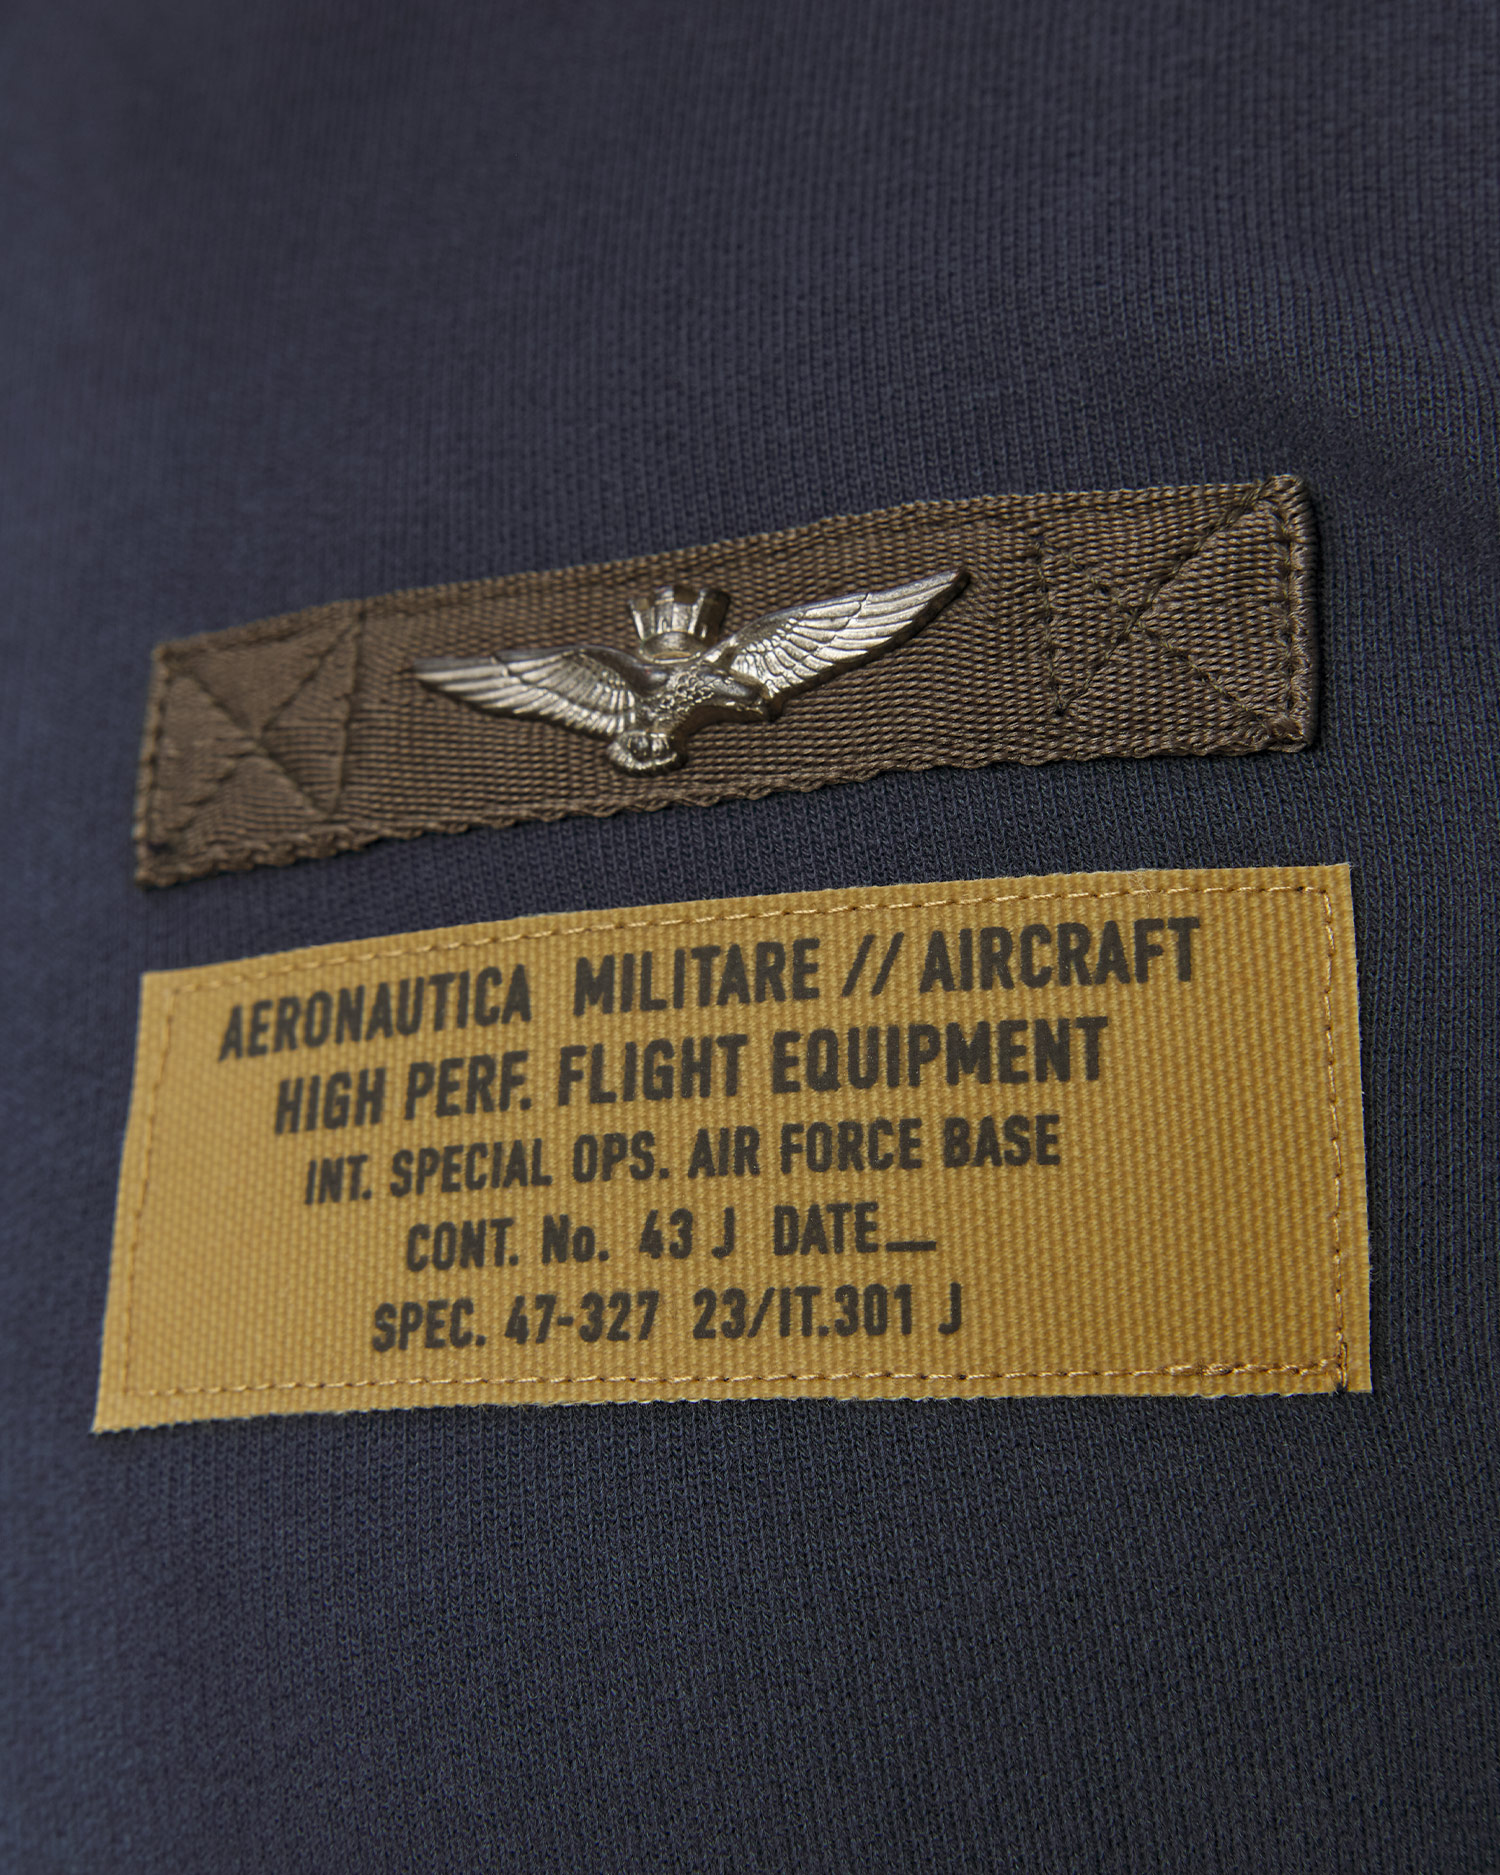 AERONAUTICA MILITARE // AIRCRAFT
HIGH PERF. FLIGHT EQUIPMENT
INT. SPECIAL OPS. AIR FORCE BASE
CONT. No. 43 J DATE__
SPEC. 47-327 23/IT.301 J